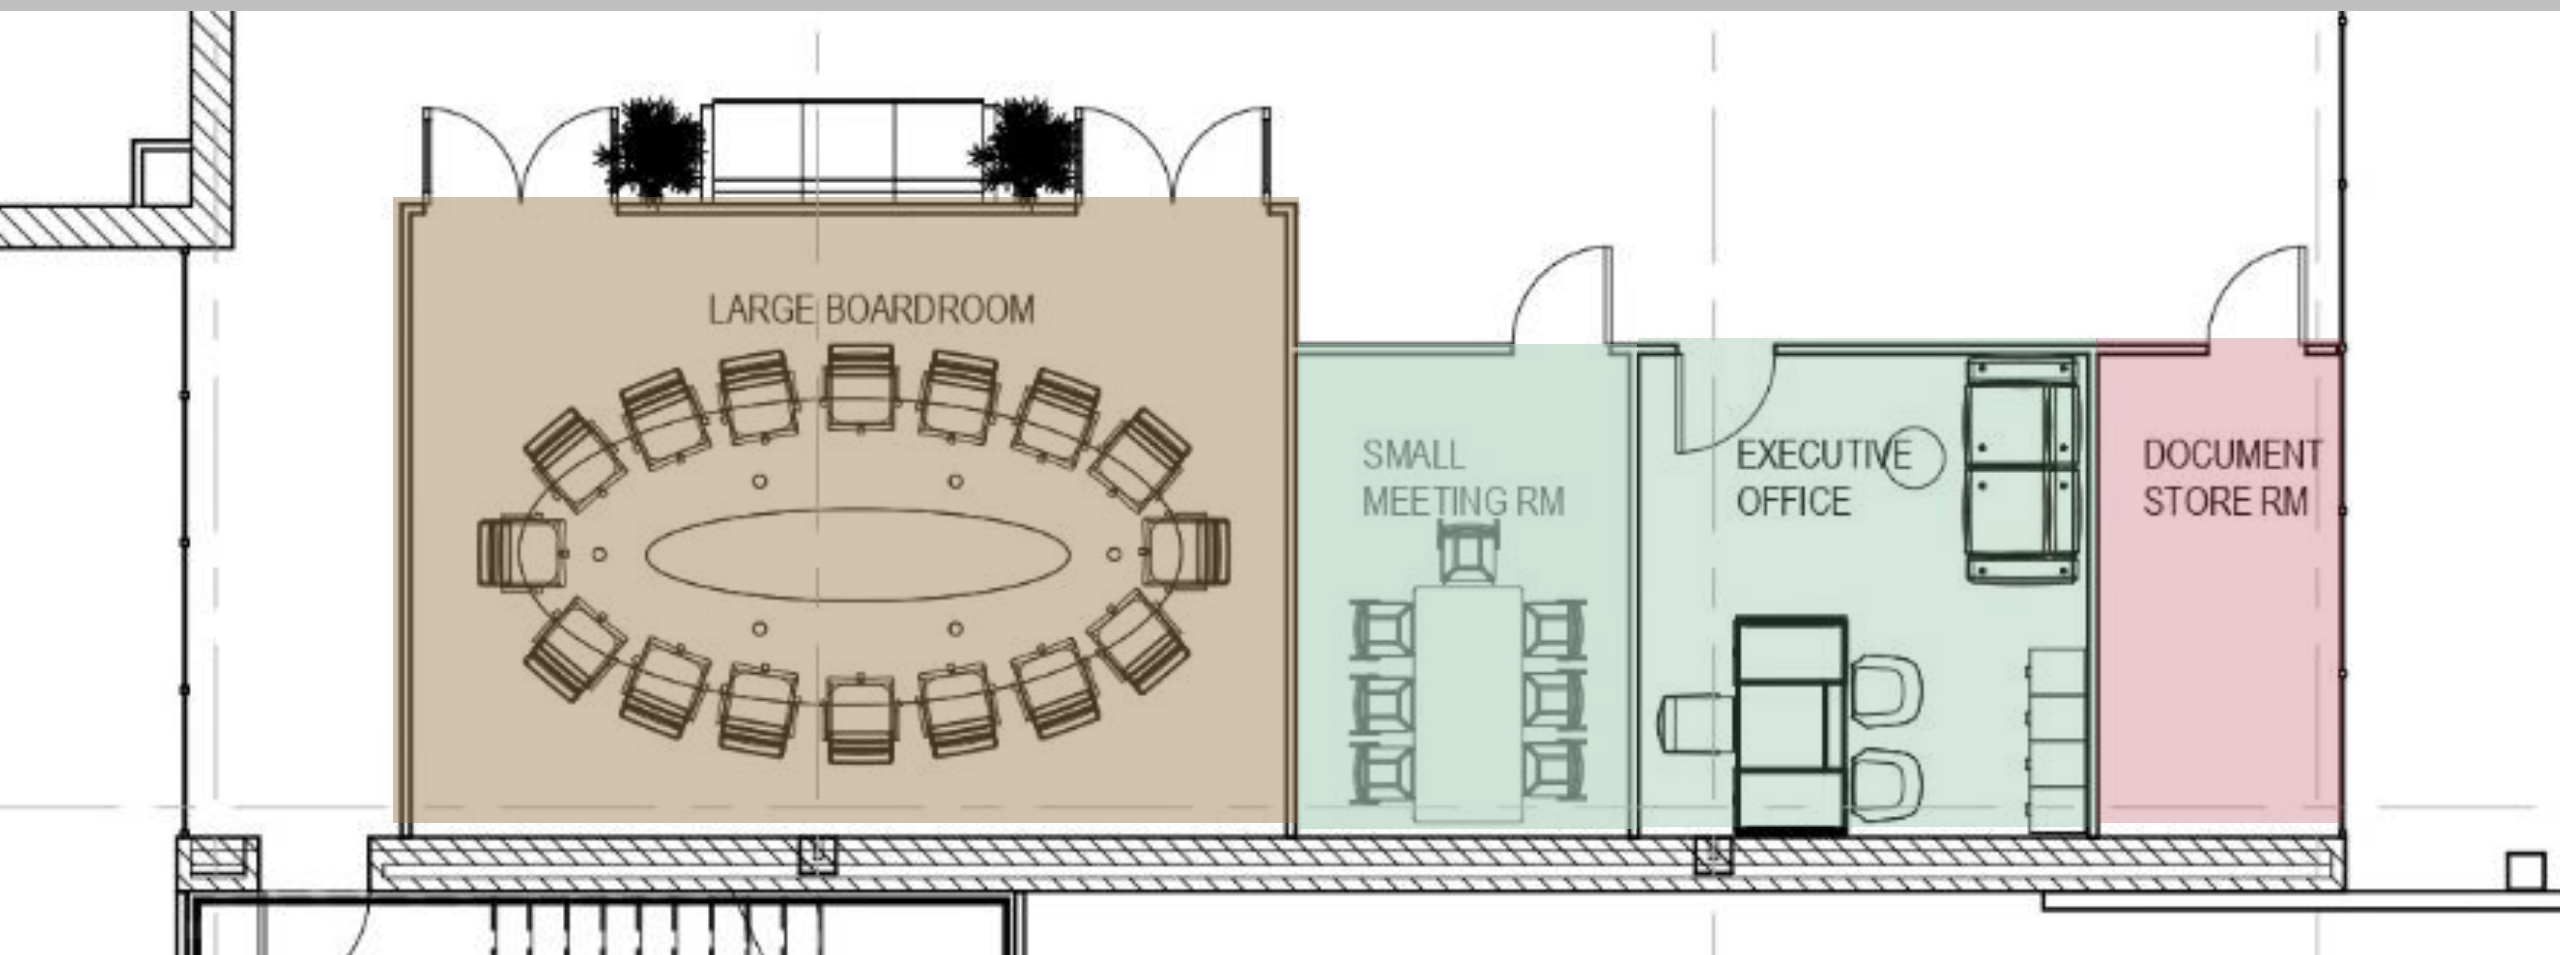 LARGE BOARDROOM
SMALL
MEETING RM
EXECUTIVE
OFFICE
DOCUMENT
STORE RM